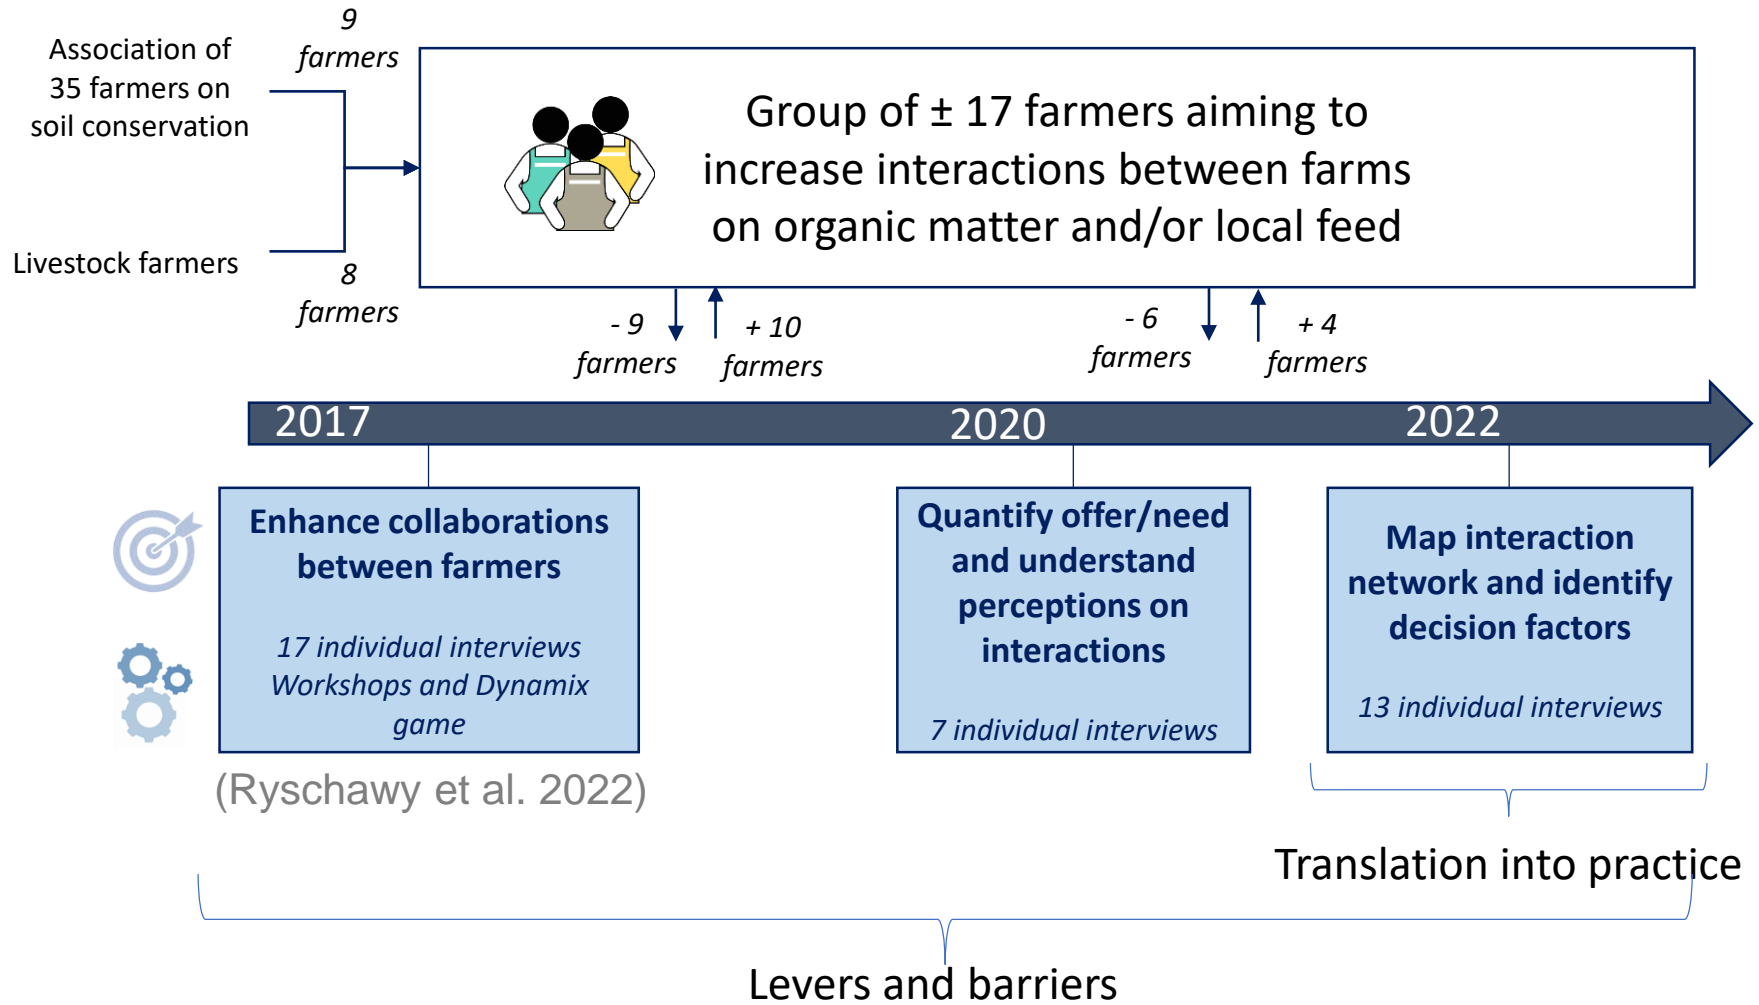 9
farmers
Association of
35 farmers on
soil conservation
Livestock farmers
8
farmers
Group of ± 17 farmers aiming to
increase interactions between farms
on organic matter and/or local feed
- 9
farmers
+ 10
farmers
- 6
farmers
+ 4
farmers
2017
2020
2022
Enhance collaborations
between farmers
17 individual interviews
Workshops and Dynamix
game
(Ryschawy et al. 2022)
Quantify offer/need
and understand
perceptions on
interactions
7 individual interviews
Map interaction
network and identify
decision factors
13 individual interviews
Translation into practice
Levers and barriers